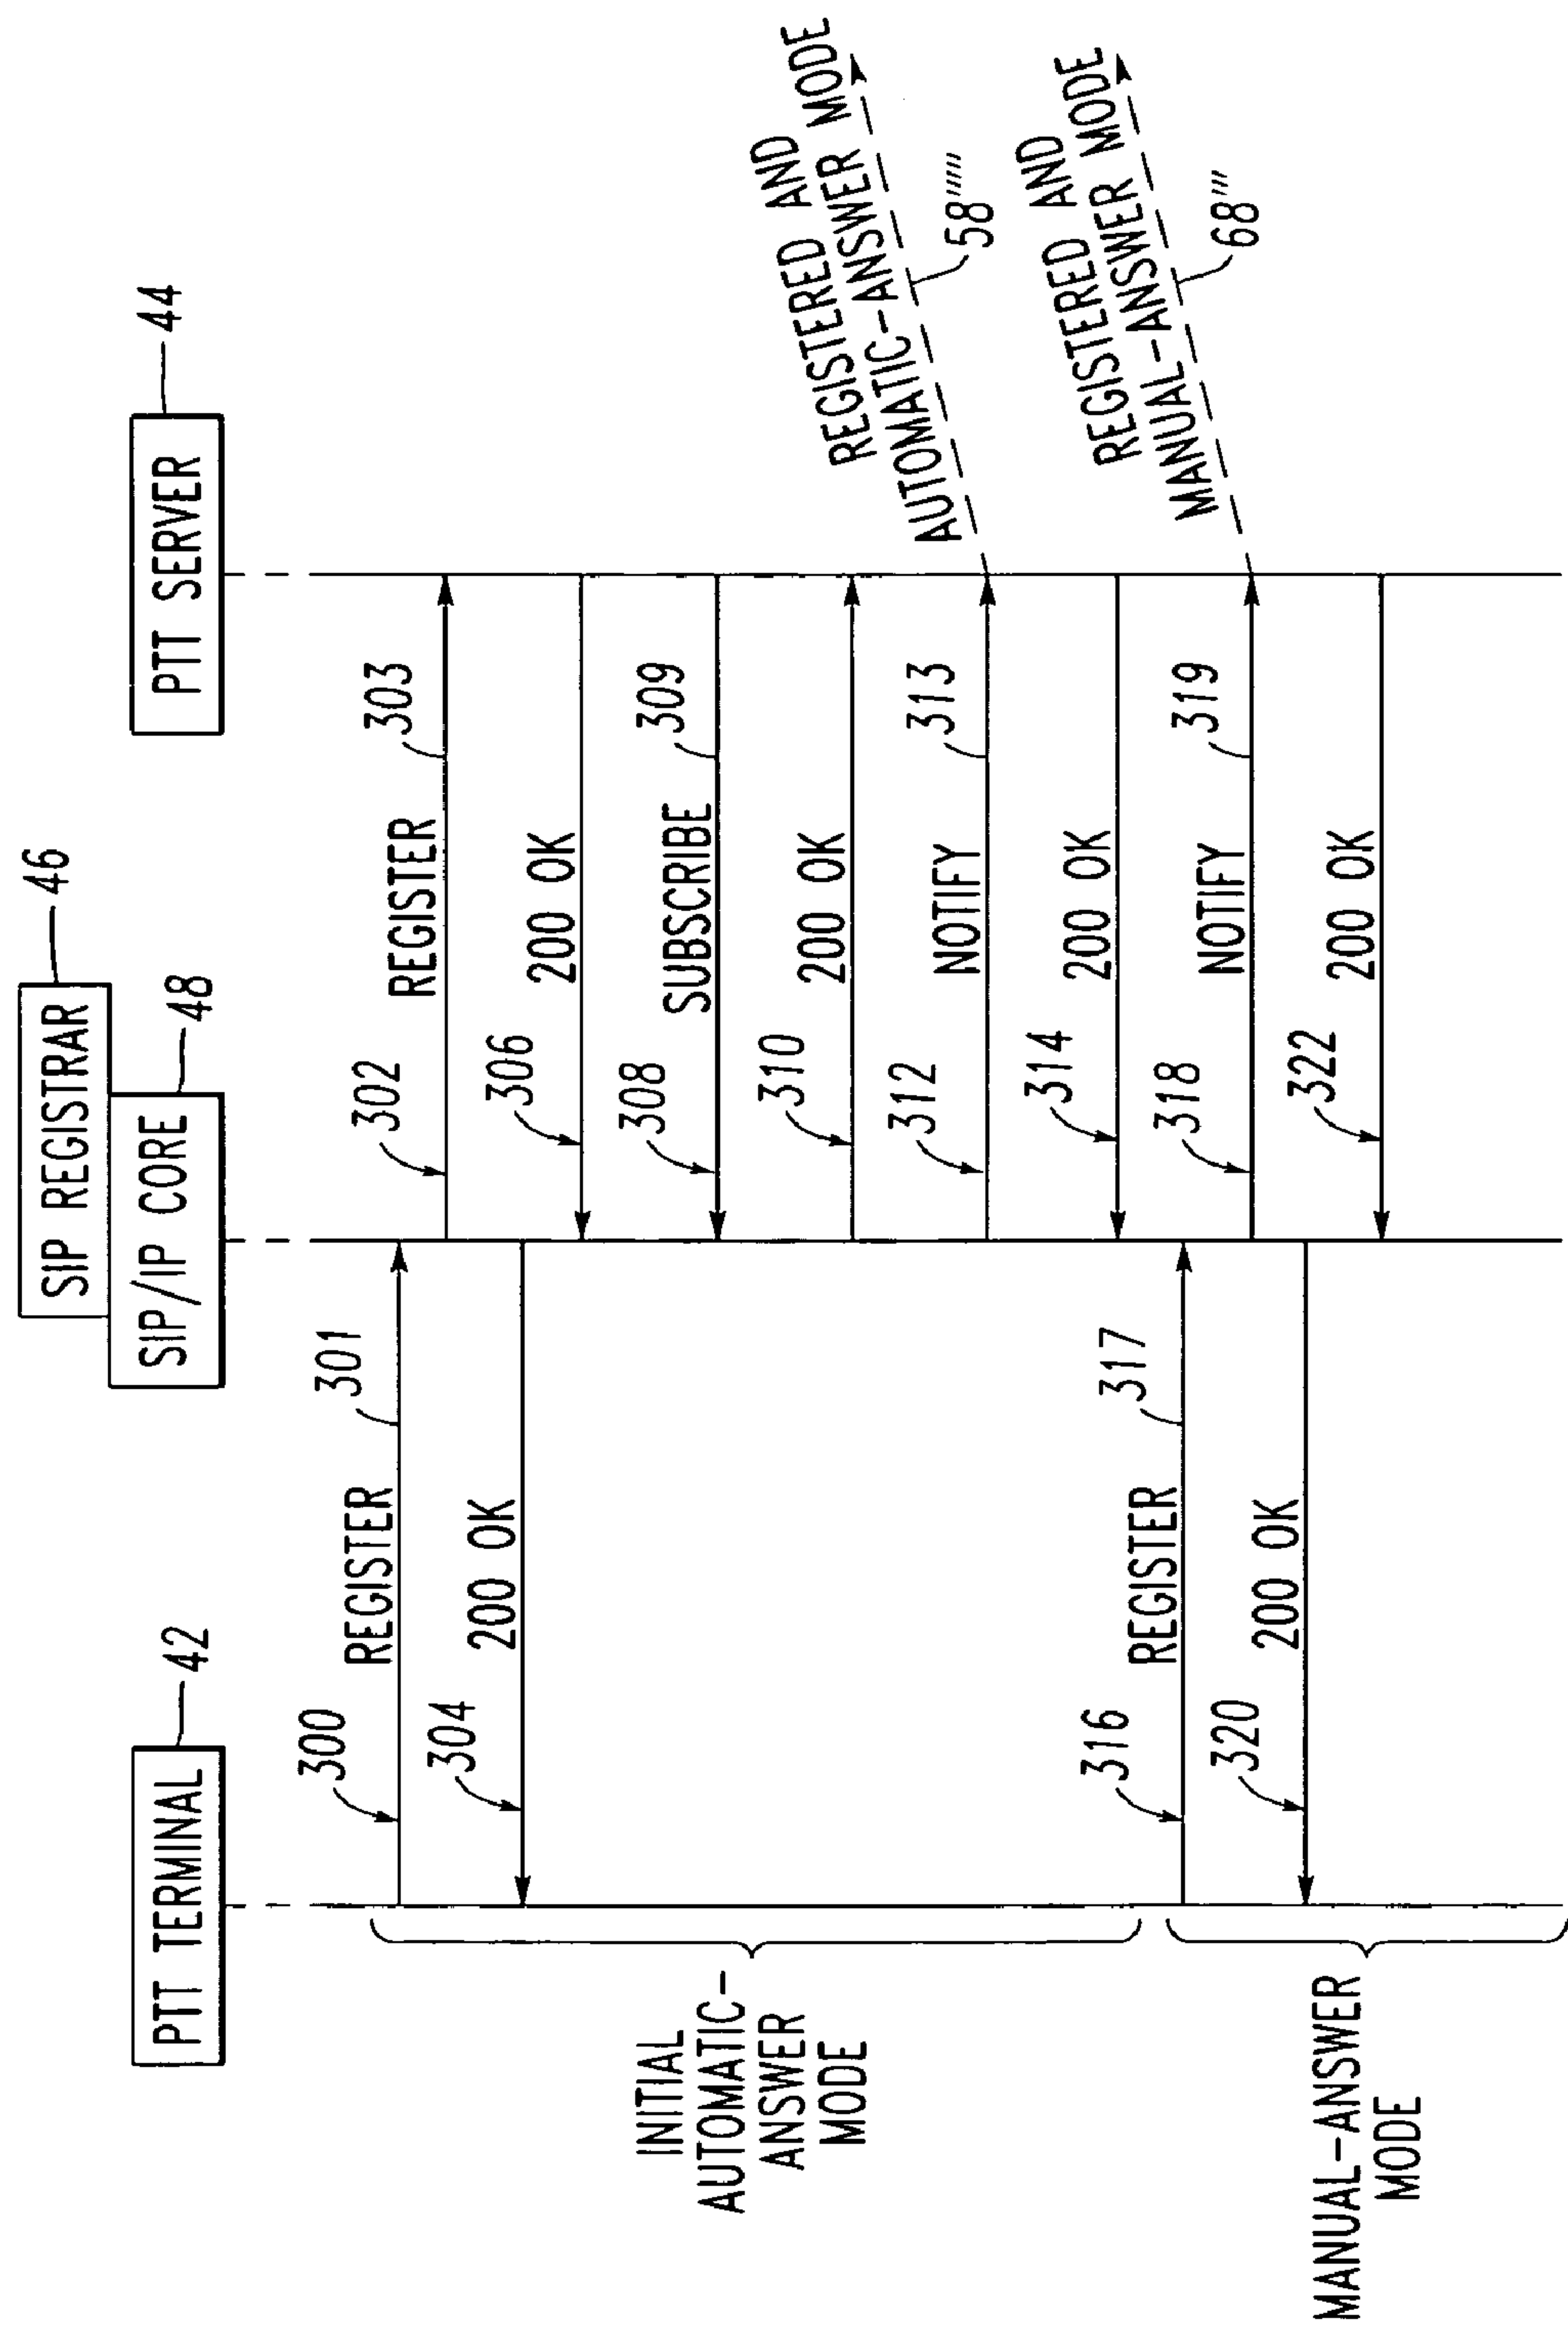 SIP REGISTRAR
46
PTT TERMINAL
42
SIP/IP CORE
48
PTT SERVER
44
300
REGISTER
301
302
REGISTER
303
304
200 OK
306
200 OK
308
SUBSCRIBE
309
310
200 OK
312
NOTIFY
313
REGISTERED AND
AUTOMATIC-ANSWER MODE
58'''''
314
200 OK
INITIAL
AUTOMATIC-
ANSWER
MODE
316
REGISTER
317
318
NOTIFY
319
REGISTERED AND
MANUAL-ANSWER MODE
68'''
320
200 OK
322
200 OK
MANUAL-ANSWER
MODE